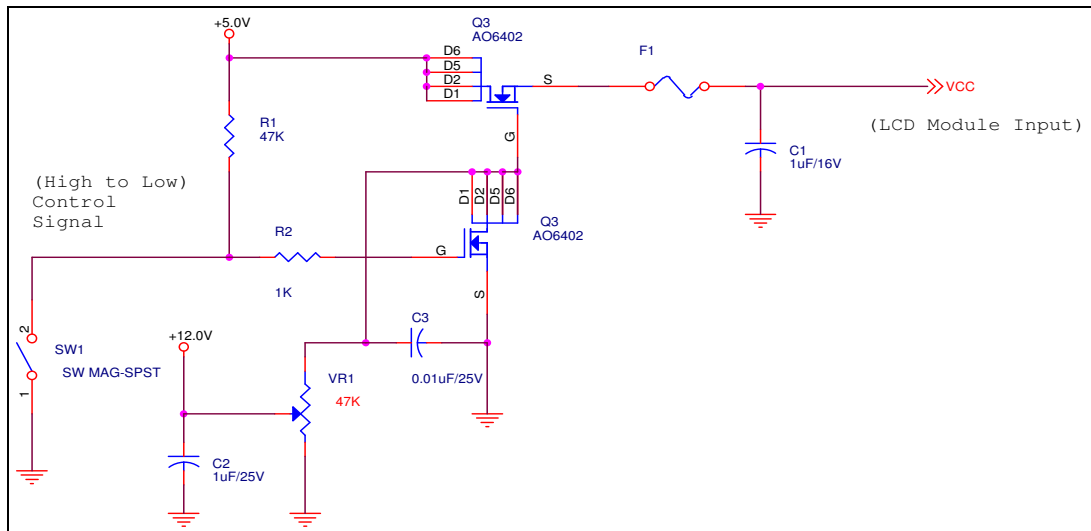 +5.0V
Q3
AO6402
D6
D5
D2
D1
S
F1
VCC
(LCD Module Input)
R1
47K
G
C1
1uF/16V
(High to Low)
Control
Signal
D1
D2
D5
D6
Q3
AO6402
R2
G
1K
S
+12.0V
C3
2
SW1
SW MAG-SPST
1
VR1
47K
0.01uF/25V
C2
1uF/25V